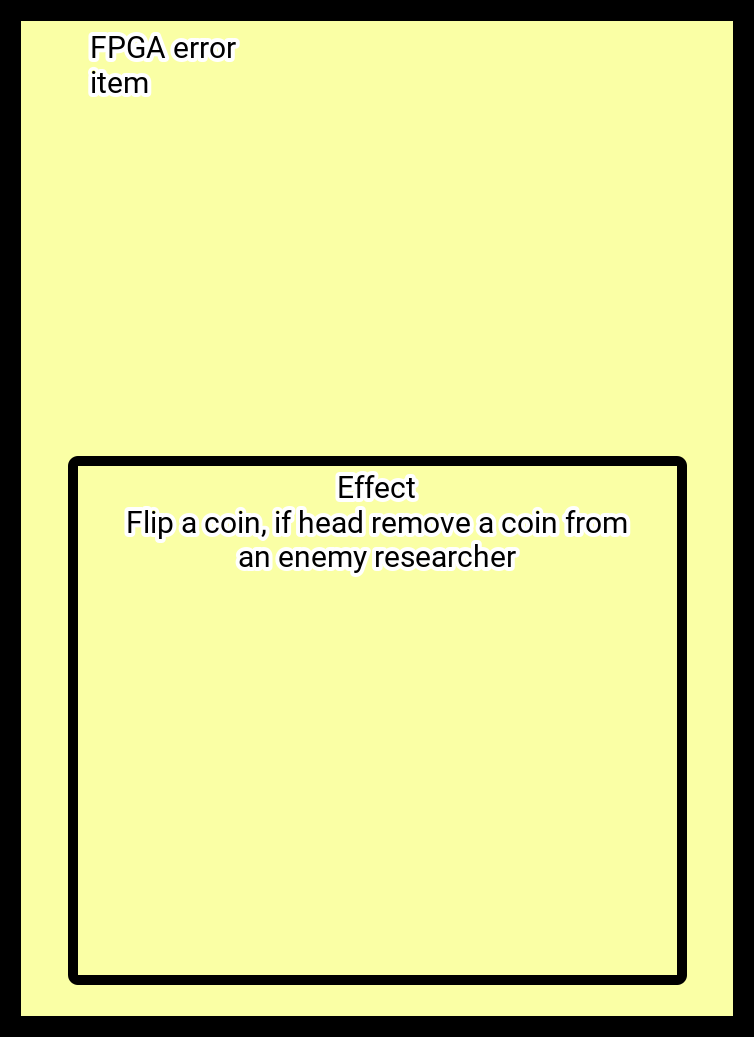 FPGA error
item
Effect
Flip a coin, if head remove a coin from
an enemy researcher